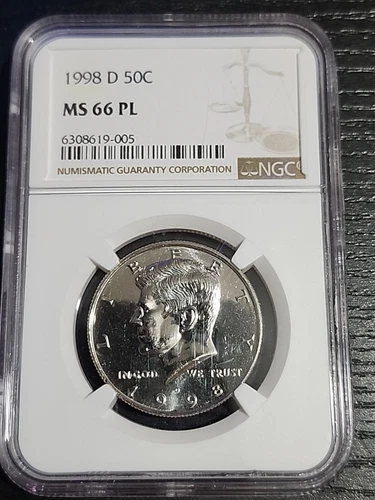 1998 D 50C
MS 66 PL
6308619-005
NUMISMATIC GUARANTY CORPORATION
NGC
LIBERTY
IN GOD WE TRUST
1998